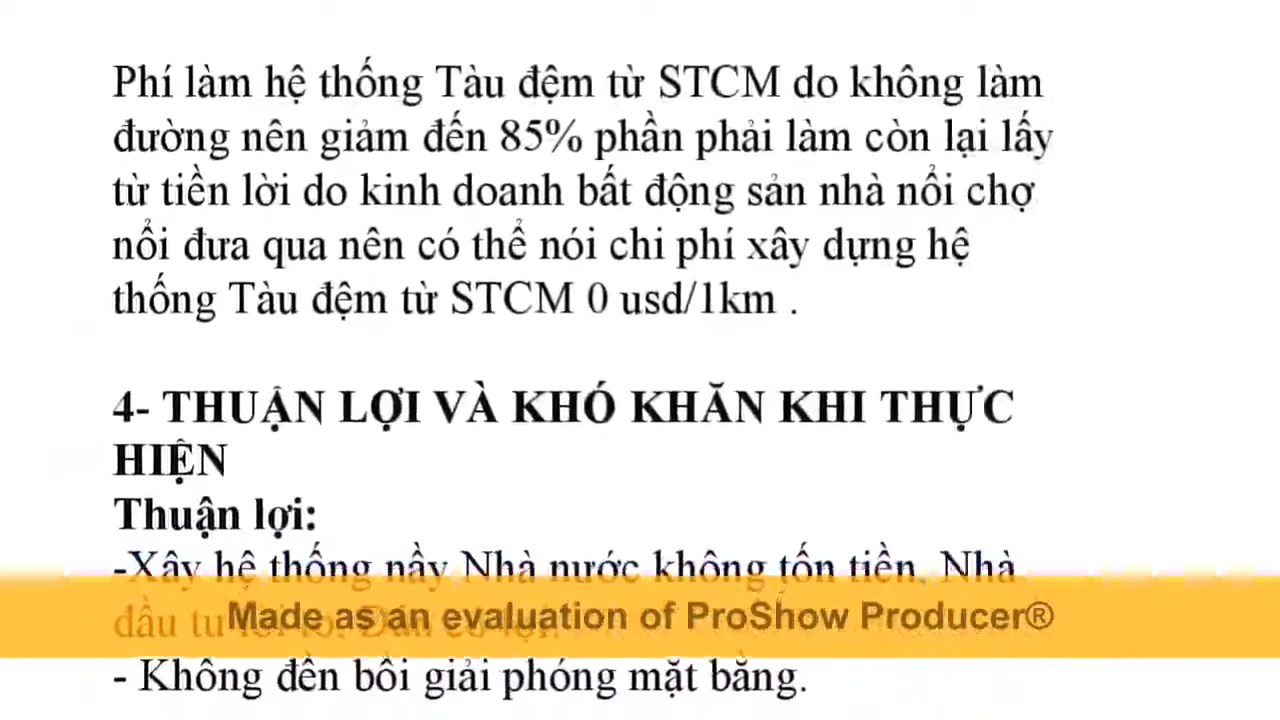 Phí làm hệ thống Tàu đệm từ STCM do không làm
đường nên giảm đến 85% phần phải làm còn lại lấy
từ tiền lời do kinh doanh bất động sản nhà nổi chợ
nổi đưa qua nên có thể nói chi phí xây dựng hệ
thống Tàu đệm từ STCM 0 usd/1km .
4- THUẬN LỢI VÀ KHÓ KHĂN KHI THỰC
HIỆN
Thuận lợi:
-Xây hệ thống nầy Nhà nước không tốn tiền, Nhà
đầu tu
Made as an evaluation of ProShow Producer®
- Không đền bồi giải phóng mặt bằng.